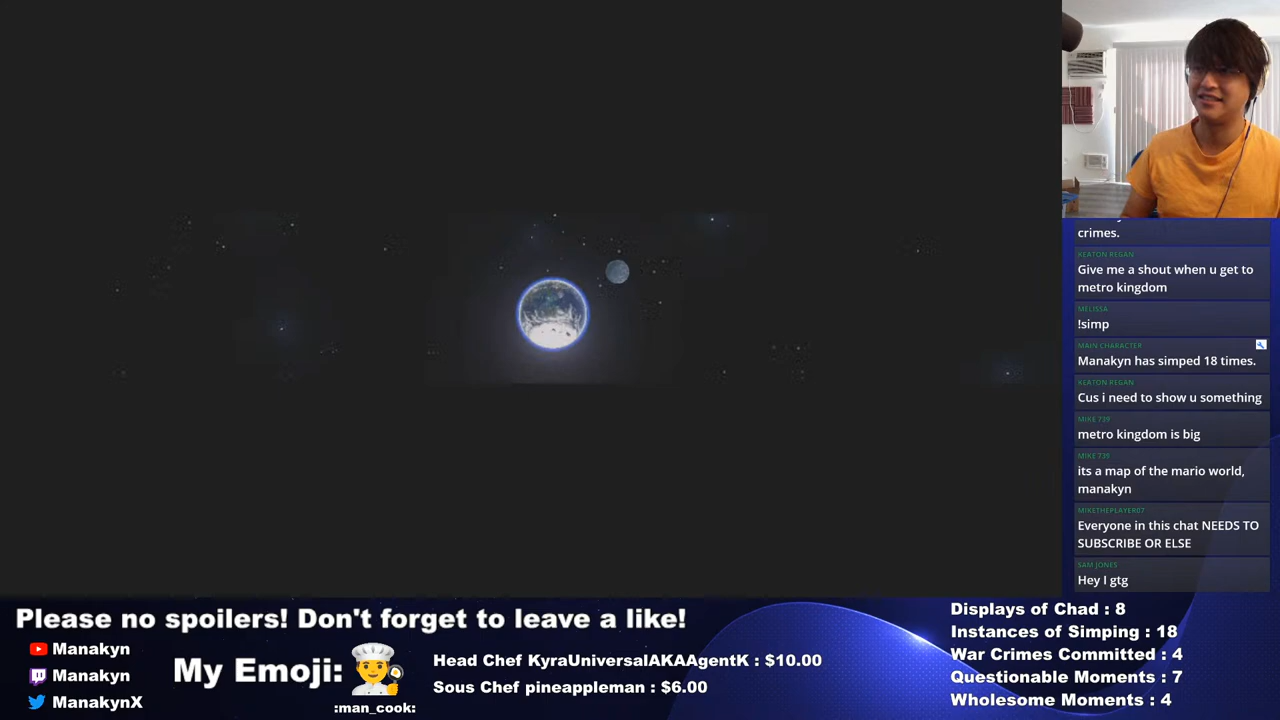 crimes.
KEATON REGAN
Give me a shout when u get to
metro kingdom
MELISSA
!simp
MAIN CHARACTER
Manakyn has simped 18 times.
KEATON REGAN
Cus i need to show u something
MIKE 739
metro kingdom is big
MIKE 739
its a map of the mario world,
manakyn
MIKETHEPLAYER07
Everyone in this chat NEEDS TO
SUBSCRIBE OR ELSE
SAM JONES
Hey I gtg
Please no spoilers! Don't forget to leave a like!
Manakyn
Manakyn
ManakynX
My Emoji:
:man_cook:
Head Chef KyraUniversalAKAAgentK : $10.00
Sous Chef pineappleman : $6.00
Displays of Chad : 8
Instances of Simping : 18
War Crimes Committed : 4
Questionable Moments : 7
Wholesome Moments : 4